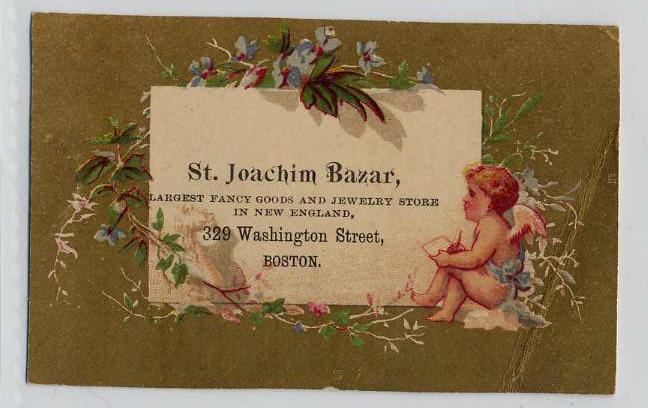 St. Joachim Bazar,
LARGEST FANCY GOODS AND JEWELRY STORE
IN NEW ENGLAND,
329 Washington Street,
BOSTON.